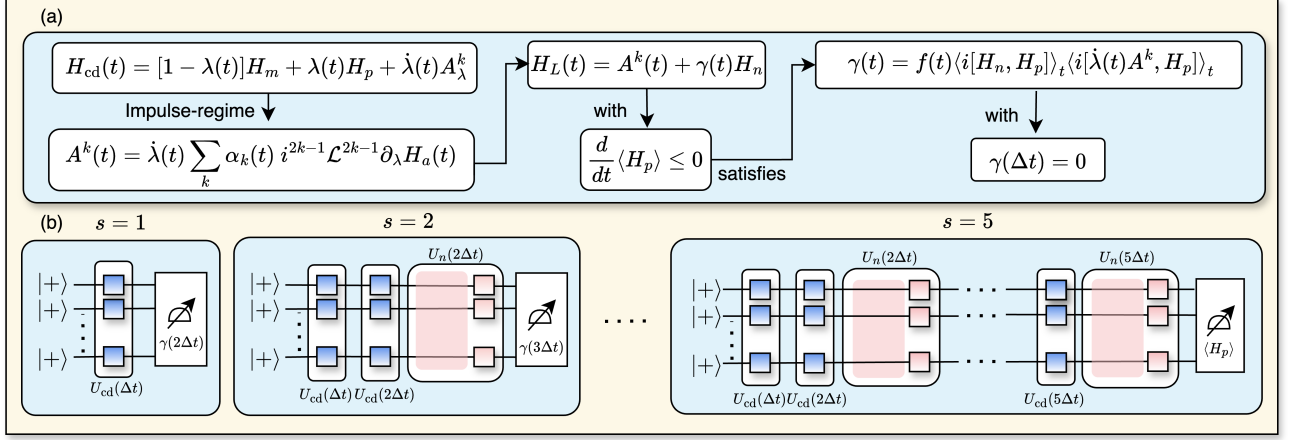 (a)
H_cd(t) = [1 − λ(t)]H_m + λ(t)H_p + λ̇(t)A_λ^k
Impulse-regime
A^k(t) = λ̇(t) ∑_k α_k(t) i^{2k−1} ℒ^{2k−1} ∂_λ H_a(t)
H_L(t) = A^k(t) + γ(t)H_n
with
d/dt ⟨H_p⟩ ≤ 0
satisfies
γ(t) = f(t)⟨i[H_n, H_p]⟩_t⟨i[λ̇(t)A^k, H_p]⟩_t
with
γ(Δt) = 0
(b)
s = 1
|+⟩
|+⟩
|+⟩
γ(2Δt)
U_cd(Δt)
s = 2
U_n(2Δt)
|+⟩
|+⟩
|+⟩
γ(3Δt)
U_cd(Δt) U_cd(2Δt)
s = 5
U_n(2Δt) U_n(5Δt)
|+⟩
|+⟩
|+⟩
⟨H_p⟩
U_cd(Δt) U_cd(2Δt) U_cd(5Δt)